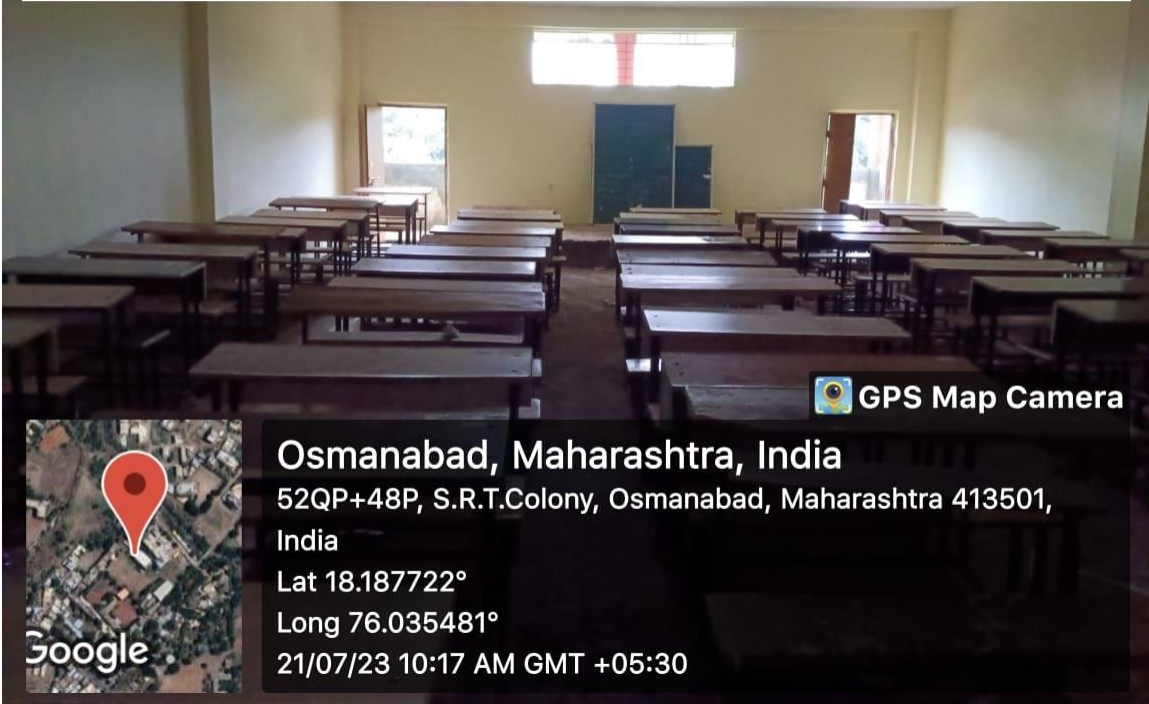 GPS Map Camera
Osmanabad, Maharashtra, India
52QP+48P, S.R.T.Colony, Osmanabad, Maharashtra 413501,
India
Lat 18.187722°
Long 76.035481°
21/07/23 10:17 AM GMT +05:30
Google